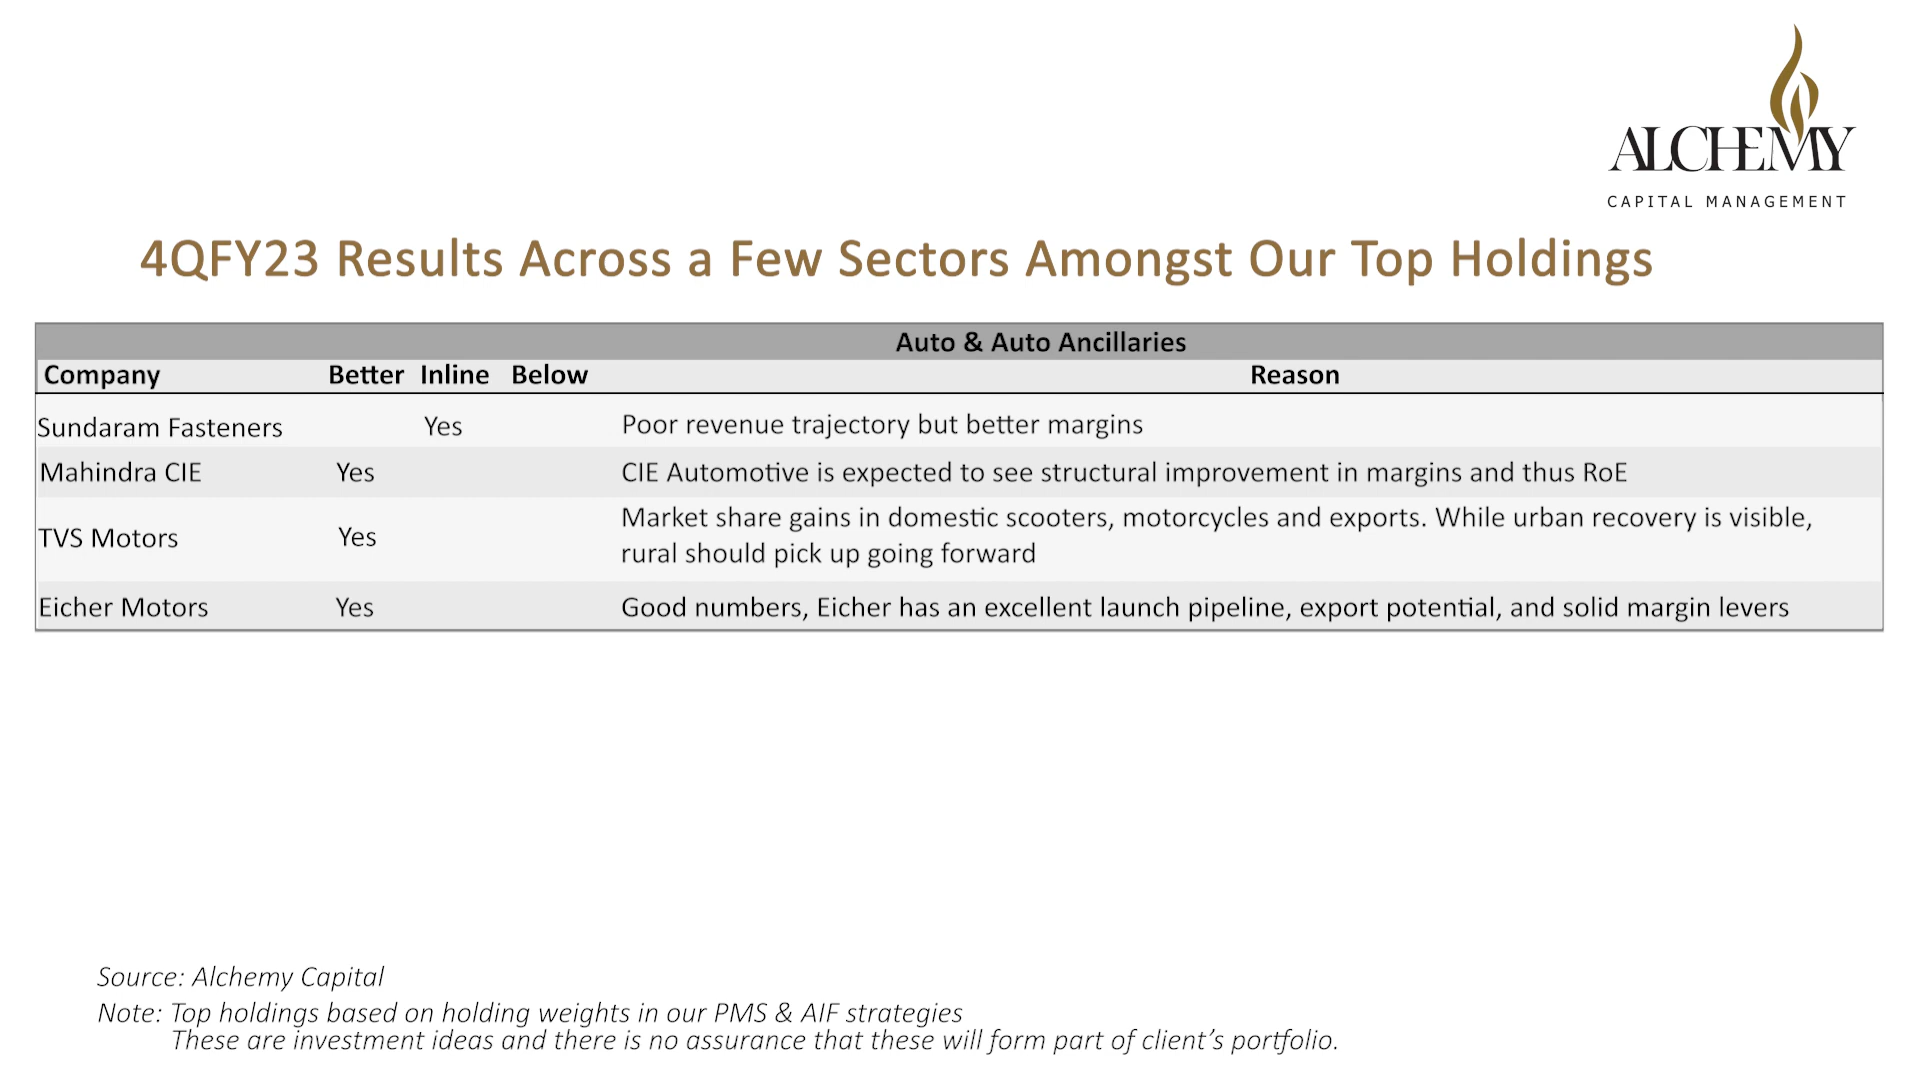 ALCHEMY
CAPITAL MANAGEMENT
4QFY23 Results Across a Few Sectors Amongst Our Top Holdings
Auto & Auto Ancillaries
Company Better Inline Below Reason
Sundaram Fasteners Yes Poor revenue trajectory but better margins
Mahindra CIE Yes CIE Automotive is expected to see structural improvement in margins and thus RoE
TVS Motors Yes Market share gains in domestic scooters, motorcycles and exports. While urban recovery is visible,
rural should pick up going forward
Eicher Motors Yes Good numbers, Eicher has an excellent launch pipeline, export potential, and solid margin levers
Source: Alchemy Capital
Note: Top holdings based on holding weights in our PMS & AIF strategies
These are investment ideas and there is no assurance that these will form part of client’s portfolio.